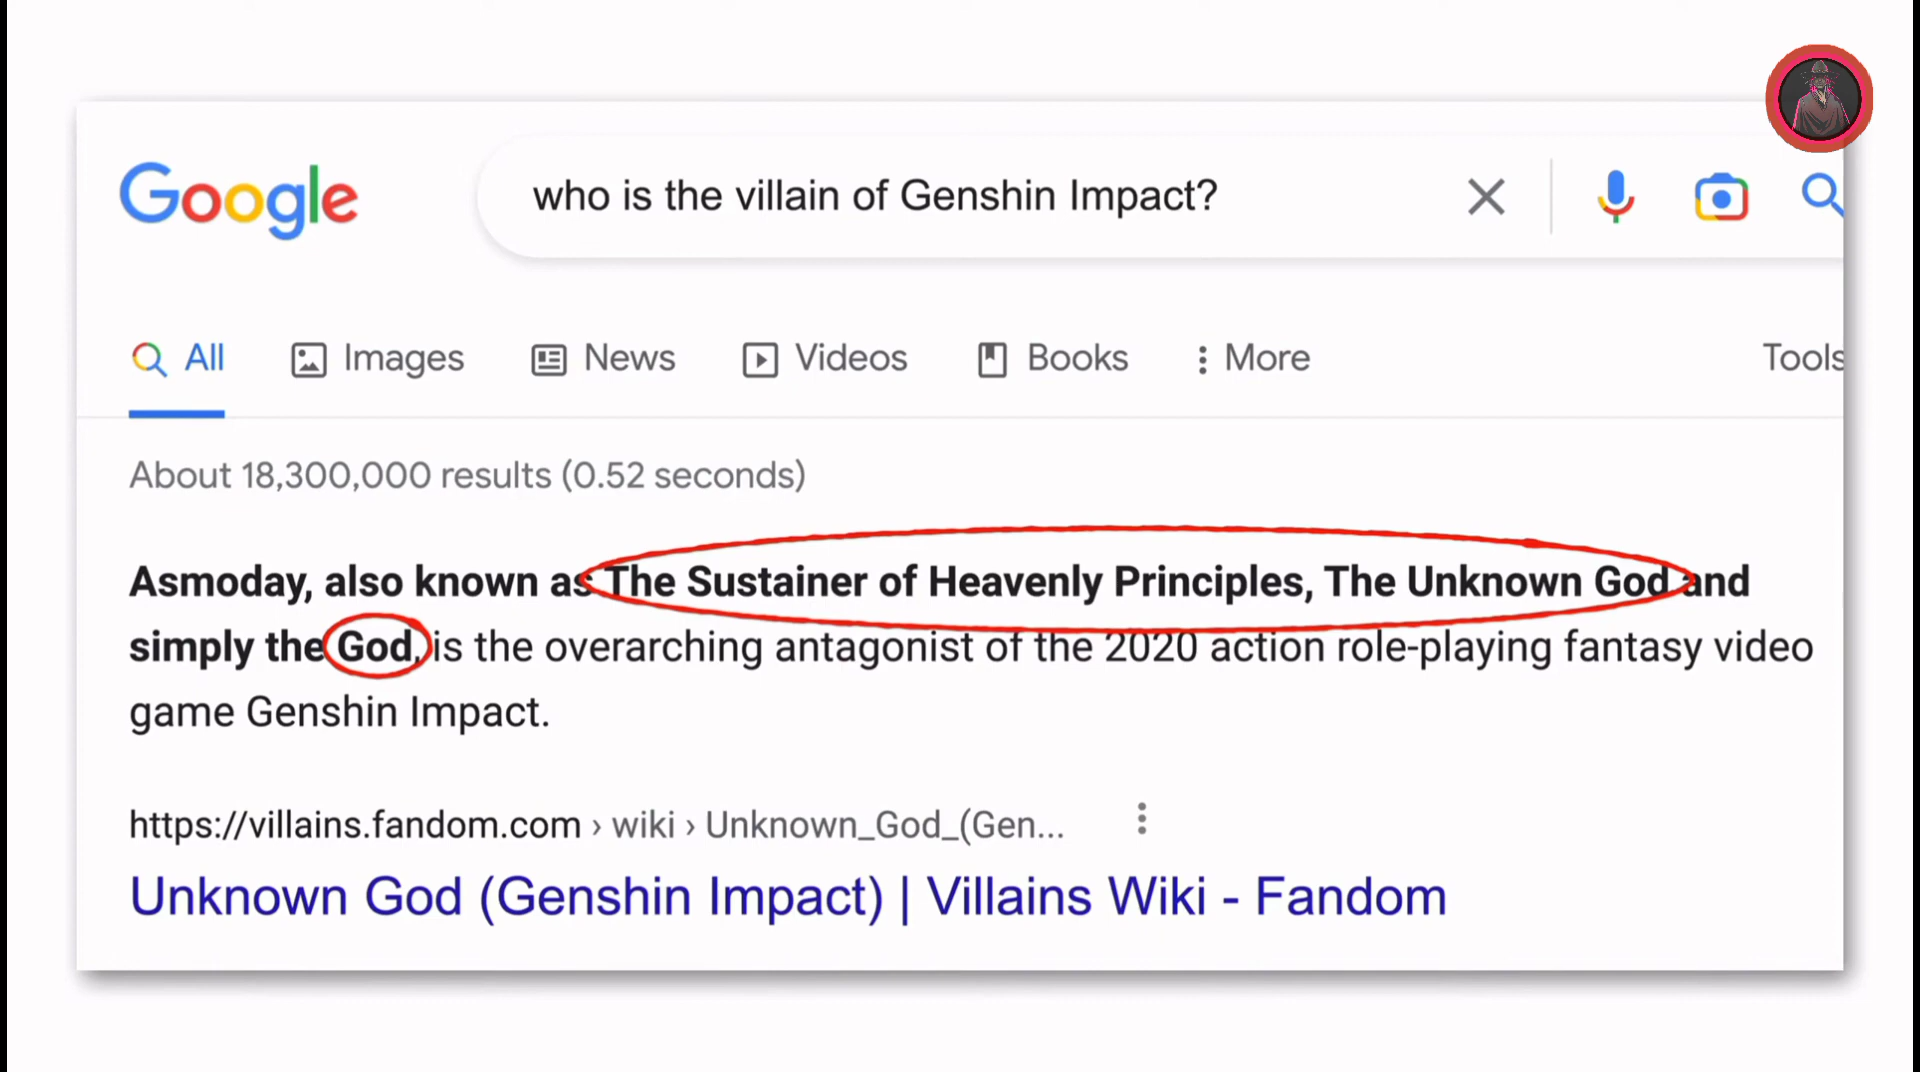 Google
who is the villain of Genshin Impact?
All Images News Videos Books More Tools
About 18,300,000 results (0.52 seconds)
Asmoday, also known as The Sustainer of Heavenly Principles, The Unknown God and
simply the God, is the overarching antagonist of the 2020 action role-playing fantasy video
game Genshin Impact.
https://villains.fandom.com › wiki › Unknown_God_(Gen...
Unknown God (Genshin Impact) | Villains Wiki - Fandom